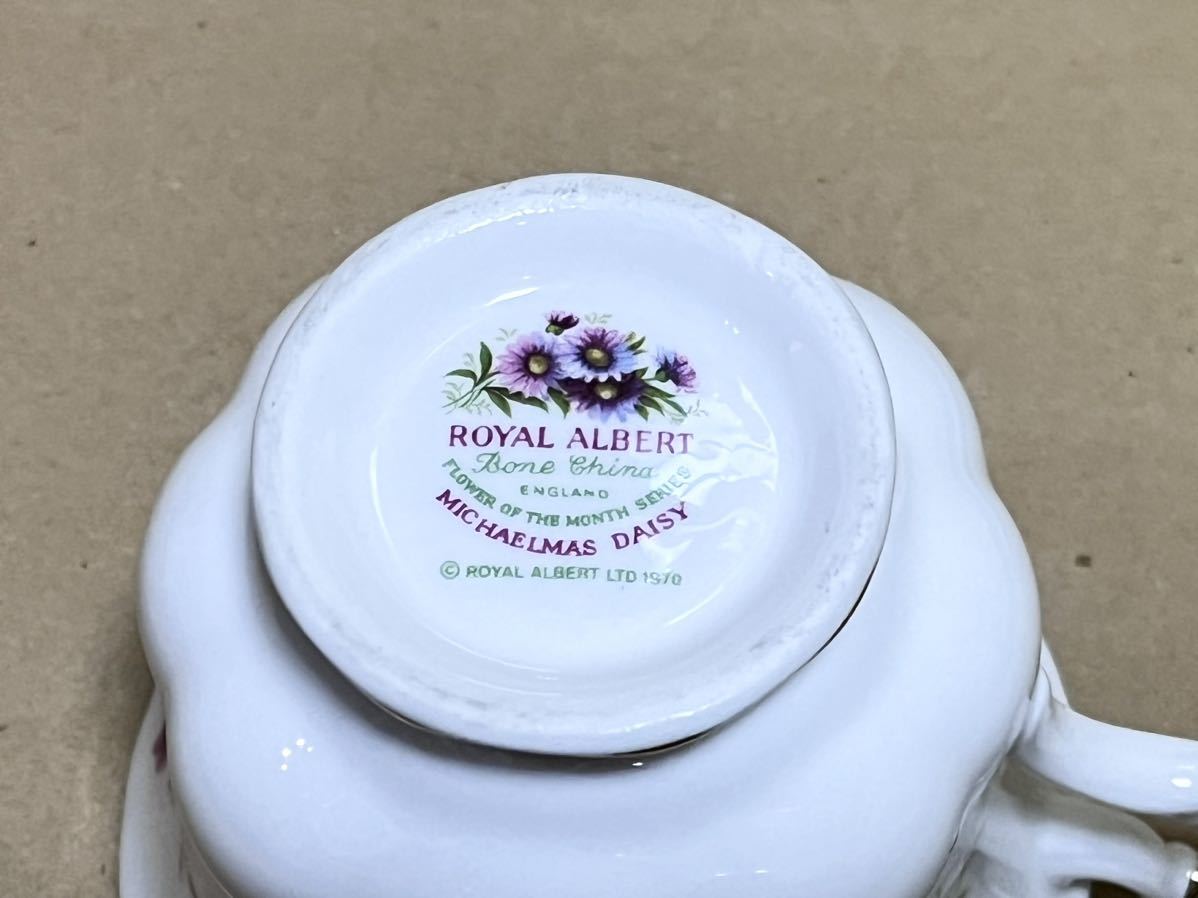 ROYAL ALBERT
Bone China
ENGLAND
FLOWER OF THE MONTH SERIES
MICHAELMAS DAISY
© ROYAL ALBERT LTD 1970